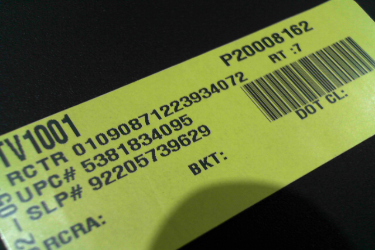 P20008162
TV1001
RT :7
RCTR 01090871223934072
UPC# 5381834095
SLP# 92205739629
DOT CL:
BKT:
RCRA: